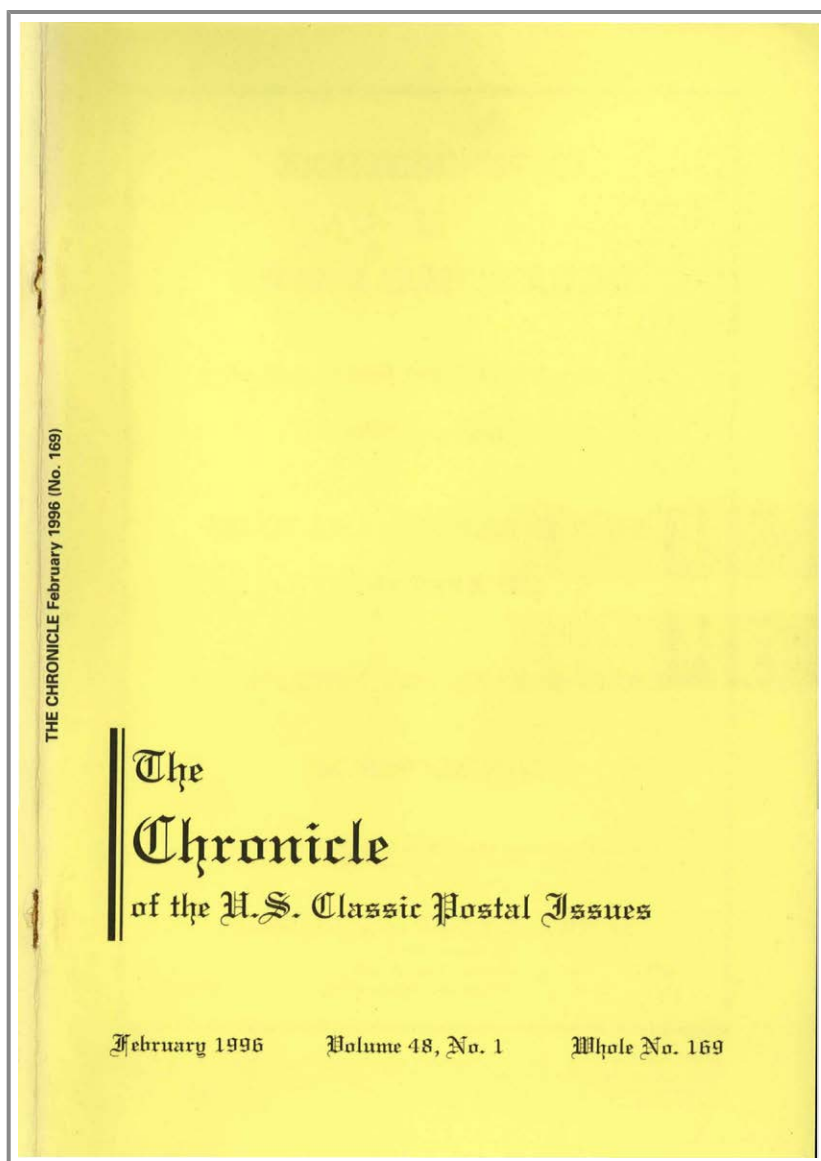 THE CHRONICLE February 1996 (No. 169)
The
Chronicle
of the U.S. Classic Postal Issues
February 1996 Volume 48, No. 1 Whole No. 169